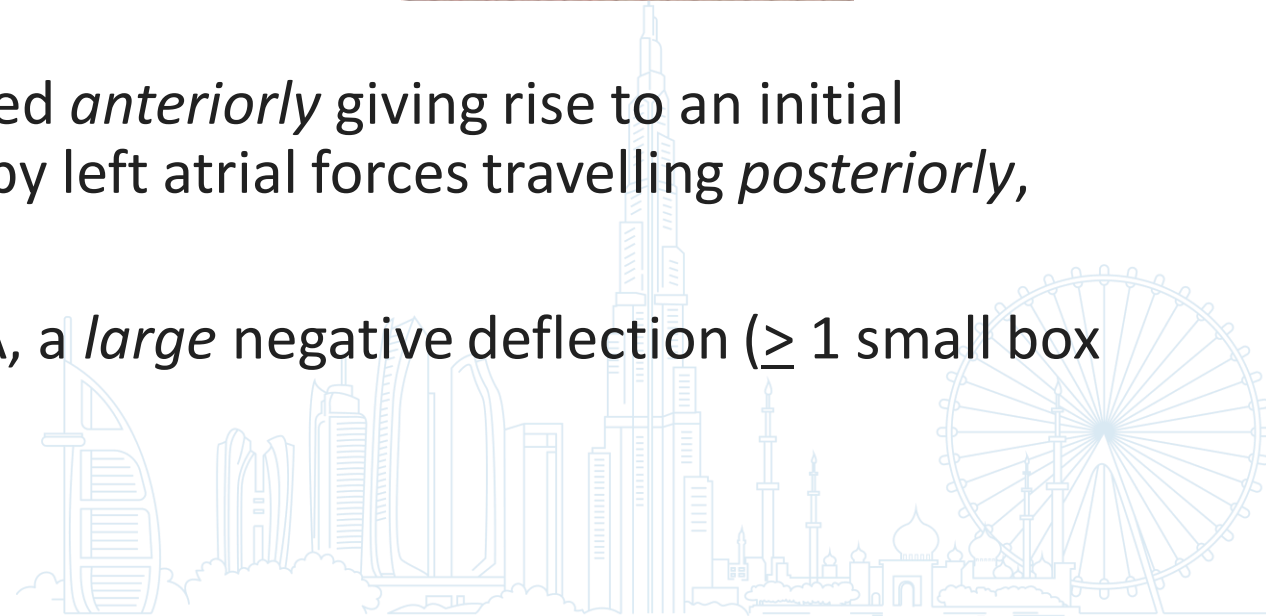 ed anteriorly giving rise to an initial
by left atrial forces travelling posteriorly,
, a large negative deflection (≥ 1 small box